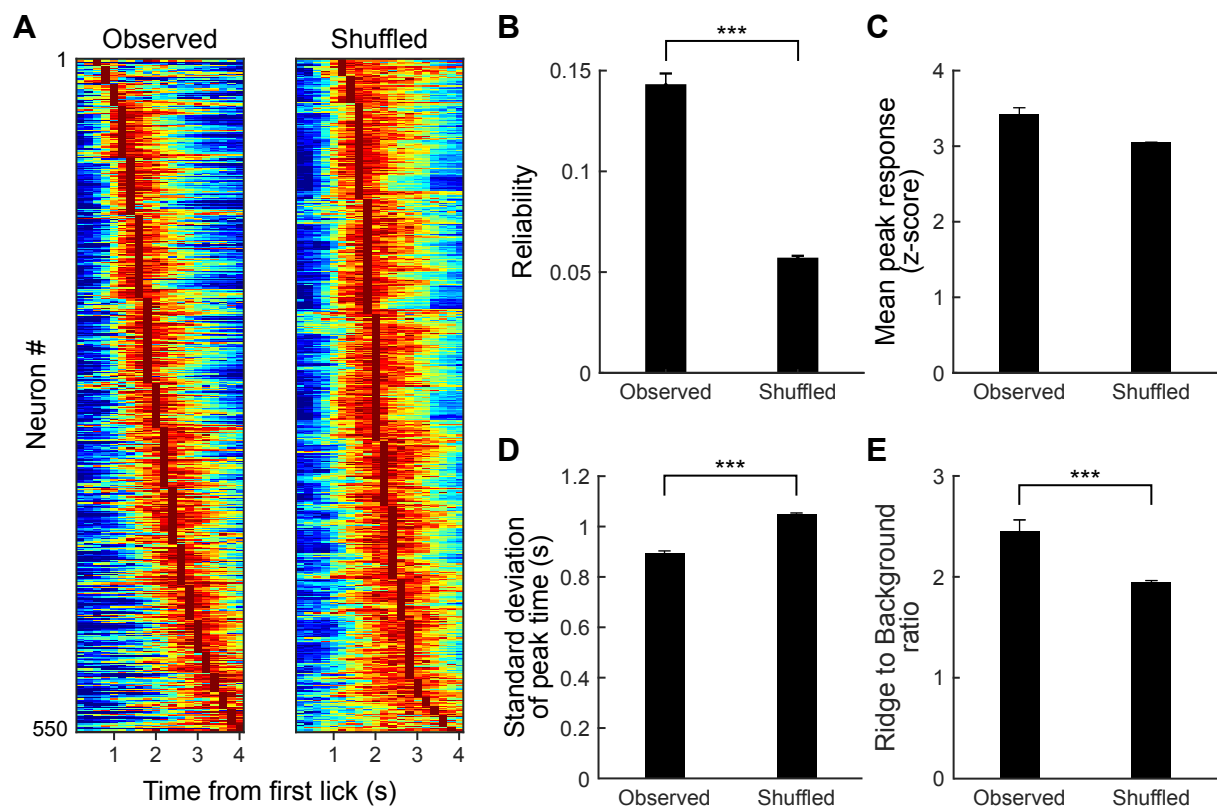 A
Observed
Shuffled
1
Neuron #
550
1 2 3 4
1 2 3 4
Time from first lick (s)
B
***
0.15
0.1
0.05
0
Reliability
Observed Shuffled
C
4
3
2
1
0
Mean peak response
(z-score)
Observed Shuffled
D
***
1.2
1
0.8
0.6
0.4
0.2
0
Standard deviation
of peak time (s)
Observed Shuffled
E
***
3
2
1
0
Ridge to Background
ratio
Observed Shuffled